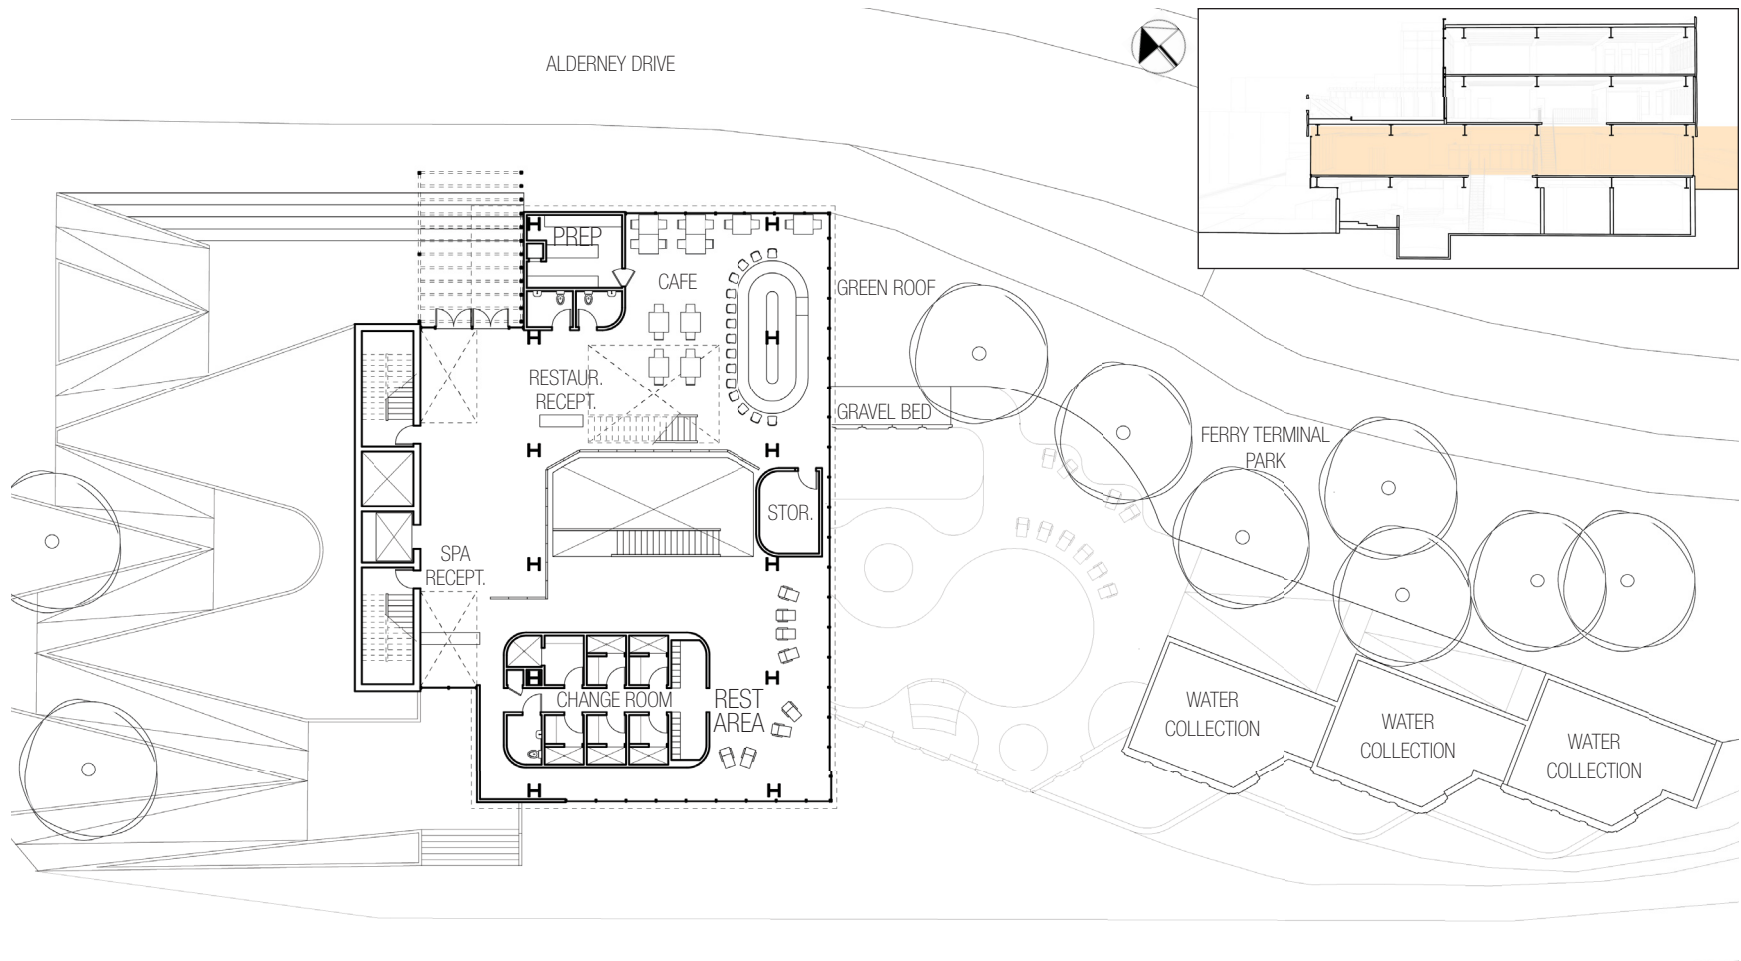 ALDERNEY DRIVE
PREP
CAFE
GREEN ROOF
RESTAUR.
RECEPT.
GRAVEL BED
FERRY TERMINAL
PARK
STOR.
SPA
RECEPT.
CHANGE ROOM
REST
AREA
WATER
COLLECTION
WATER
COLLECTION
WATER
COLLECTION